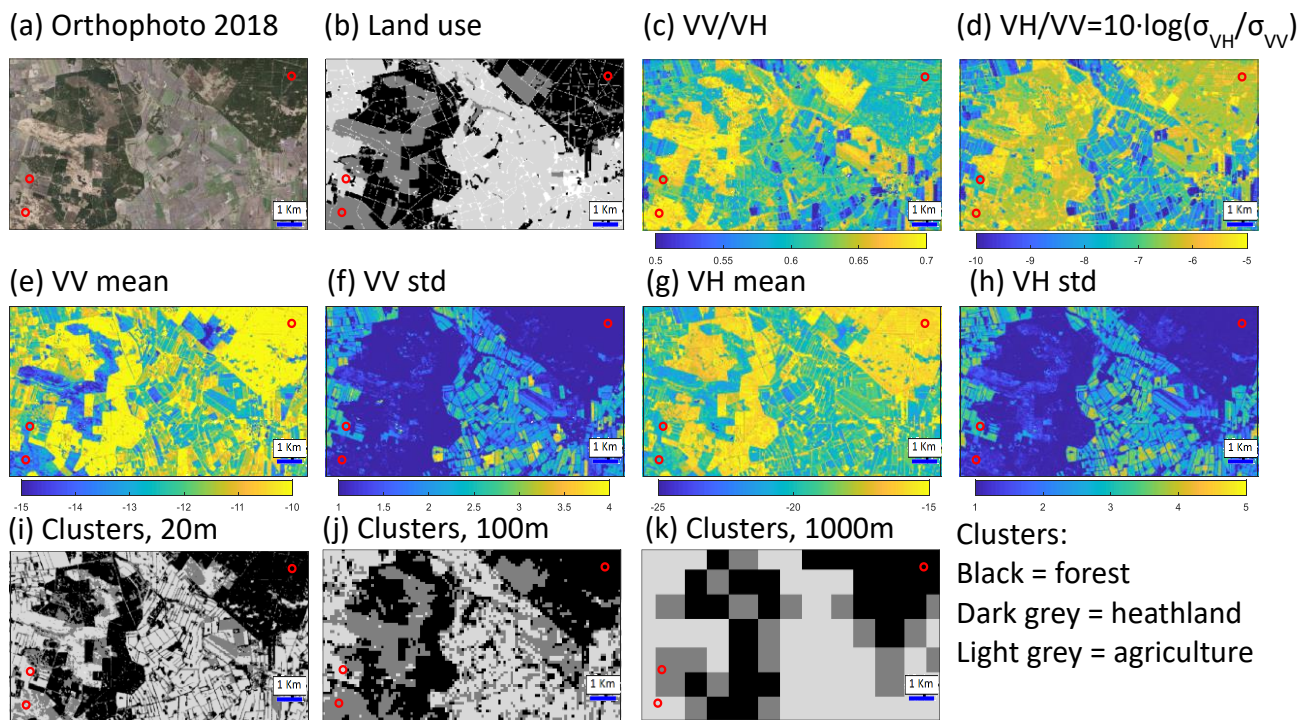 (a) Orthophoto 2018
(b) Land use
(c) VV/VH
(d) VH/VV=10·log(σVH/σVV)
1 Km
1 Km
1 Km
1 Km
0.5 0.55 0.6 0.65 0.7
-10 -9 -8 -7 -6 -5
(e) VV mean
(f) VV std
(g) VH mean
(h) VH std
1 Km
1 Km
1 Km
1 Km
-15 -14 -13 -12 -11 -10
1 1.5 2 2.5 3 3.5 4
-25 -20 -15
1 2 3 4 5
(i) Clusters, 20m
(j) Clusters, 100m
(k) Clusters, 1000m
1 Km
1 Km
1 Km
Clusters:
Black = forest
Dark grey = heathland
Light grey = agriculture